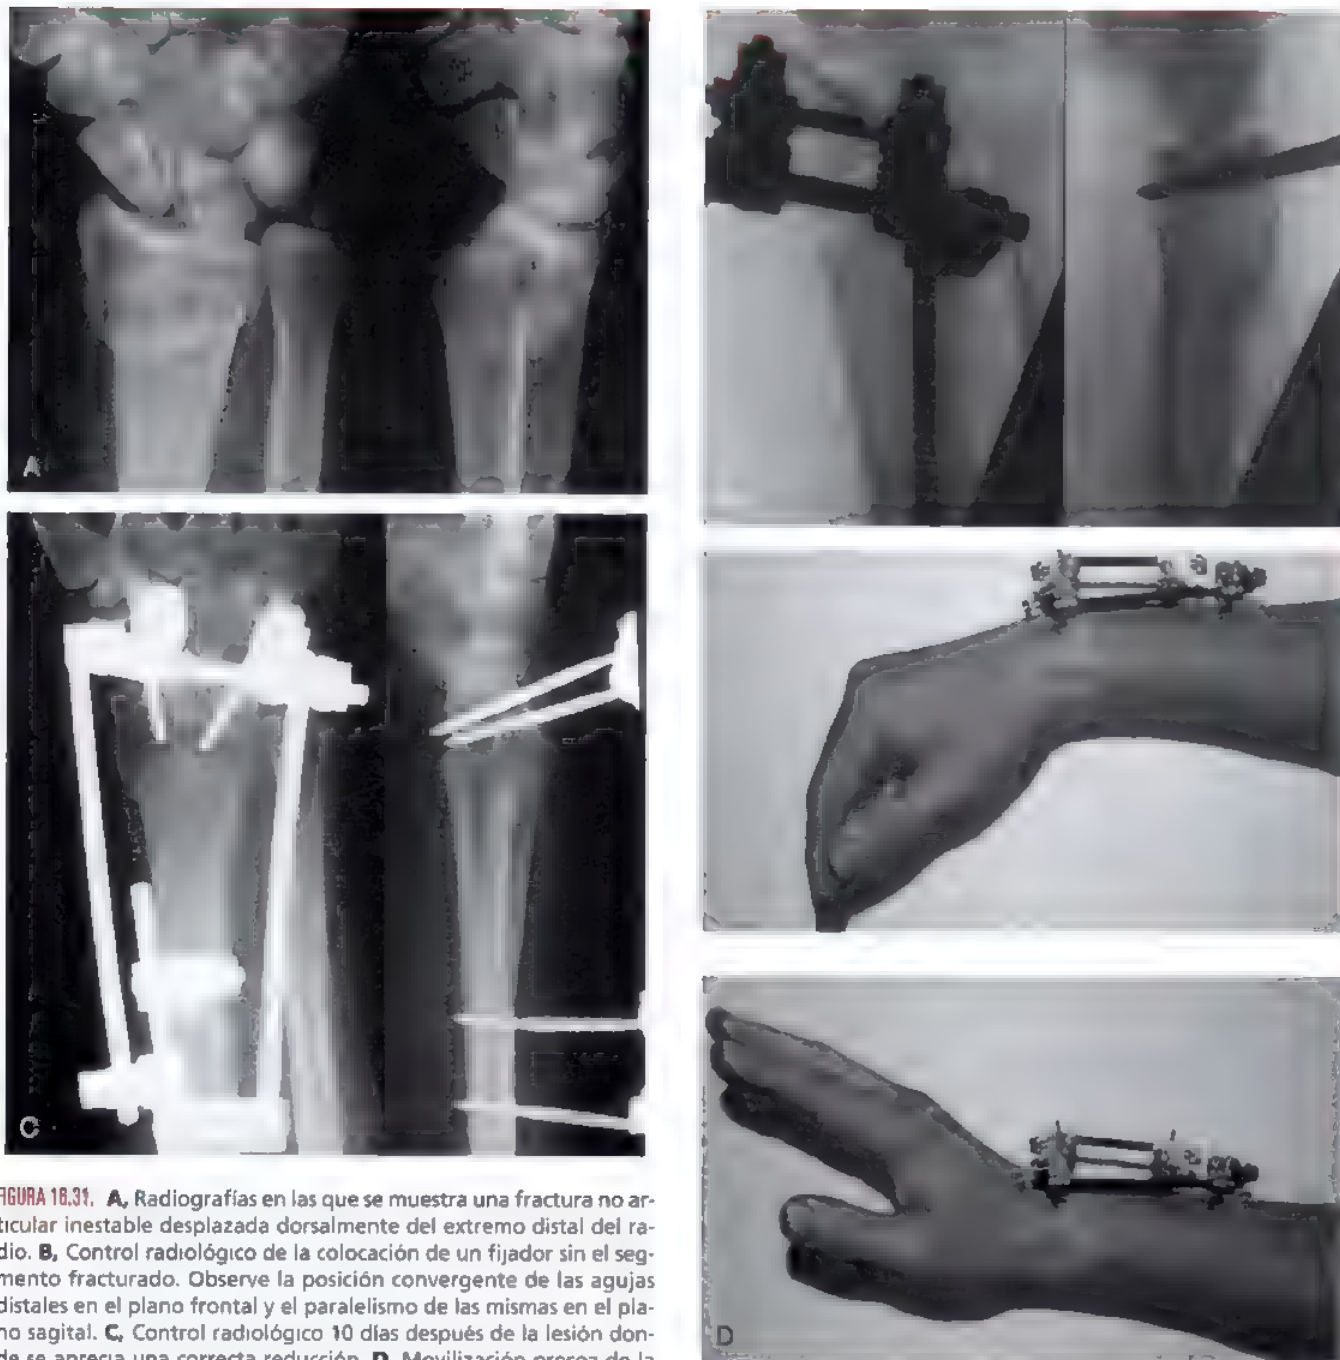 A
C
D
FIGURA 16.31. A, Radiografías en las que se muestra una fractura no ar-
ticular inestable desplazada dorsalmente del extremo distal del ra-
dio. B, Control radiológico de la colocación de un fijador sin el seg-
mento fracturado. Observe la posición convergente de las agujas
distales en el plano frontal y el paralelismo de las mismas en el pla-
no sagital. C, Control radiológico 10 días después de la lesión don-
de se aprecia una correcta reducción. D, Movilización precoz de la